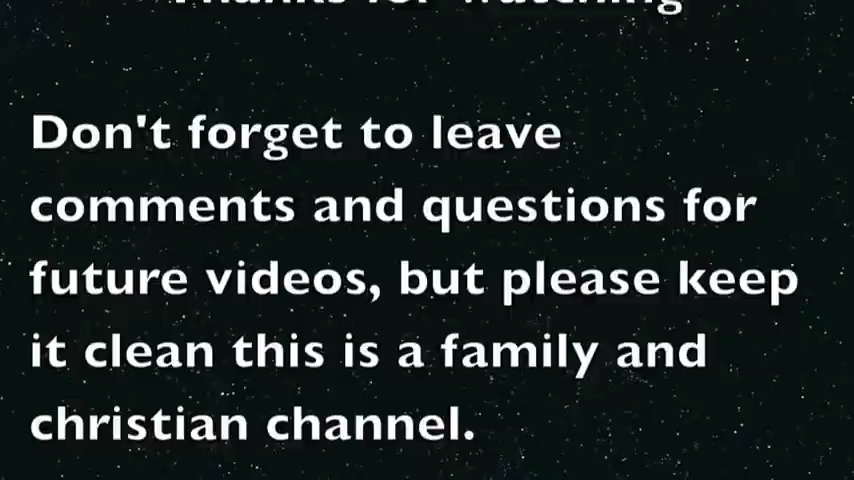 Thanks for watching
Don't forget to leave
comments and questions for
future videos, but please keep
it clean this is a family and
christian channel.